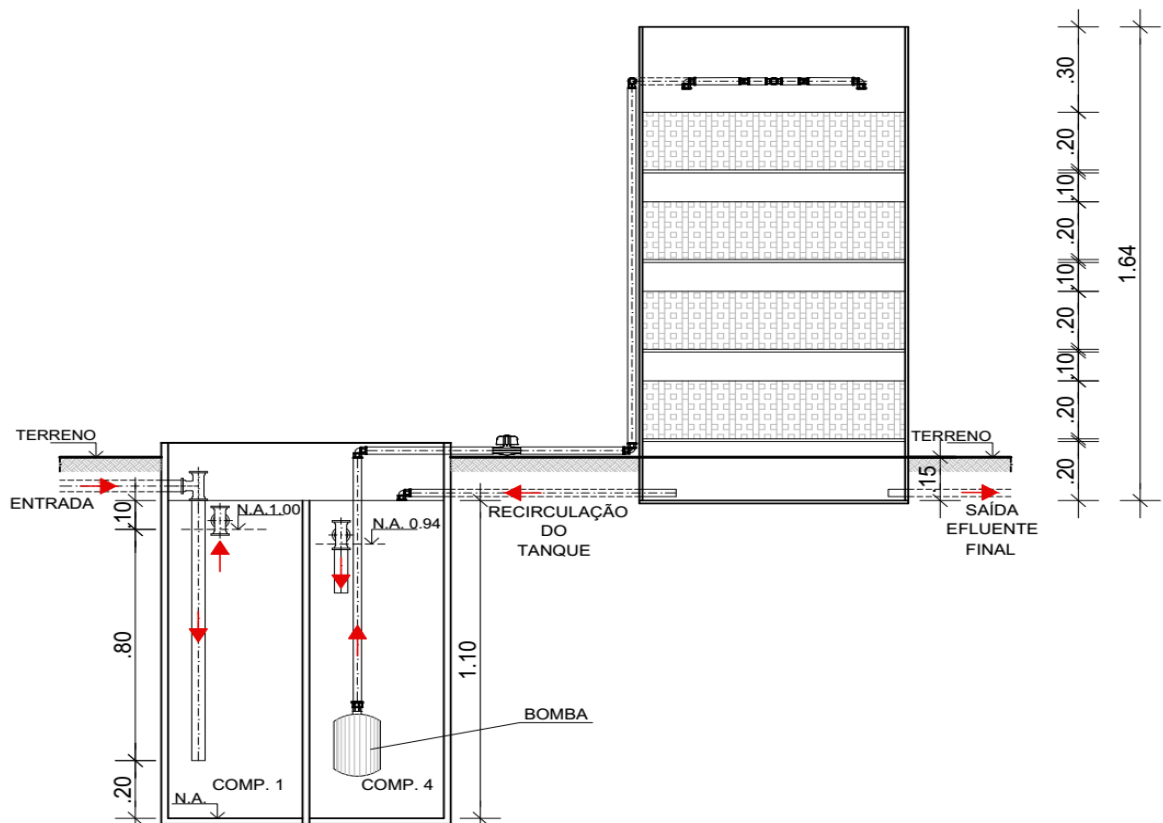 .30
.20
.10
.20
.10
.20
.10
.20
.20
1.64
TERRENO
ENTRADA
.10
.80
.20
N.A.1.00
N.A. 0.94
1.10
RECIRCULAÇÃO
DO
TANQUE
TERRENO
.15
SAÍDA
EFLUENTE
FINAL
BOMBA
COMP. 1
COMP. 4
N.A.